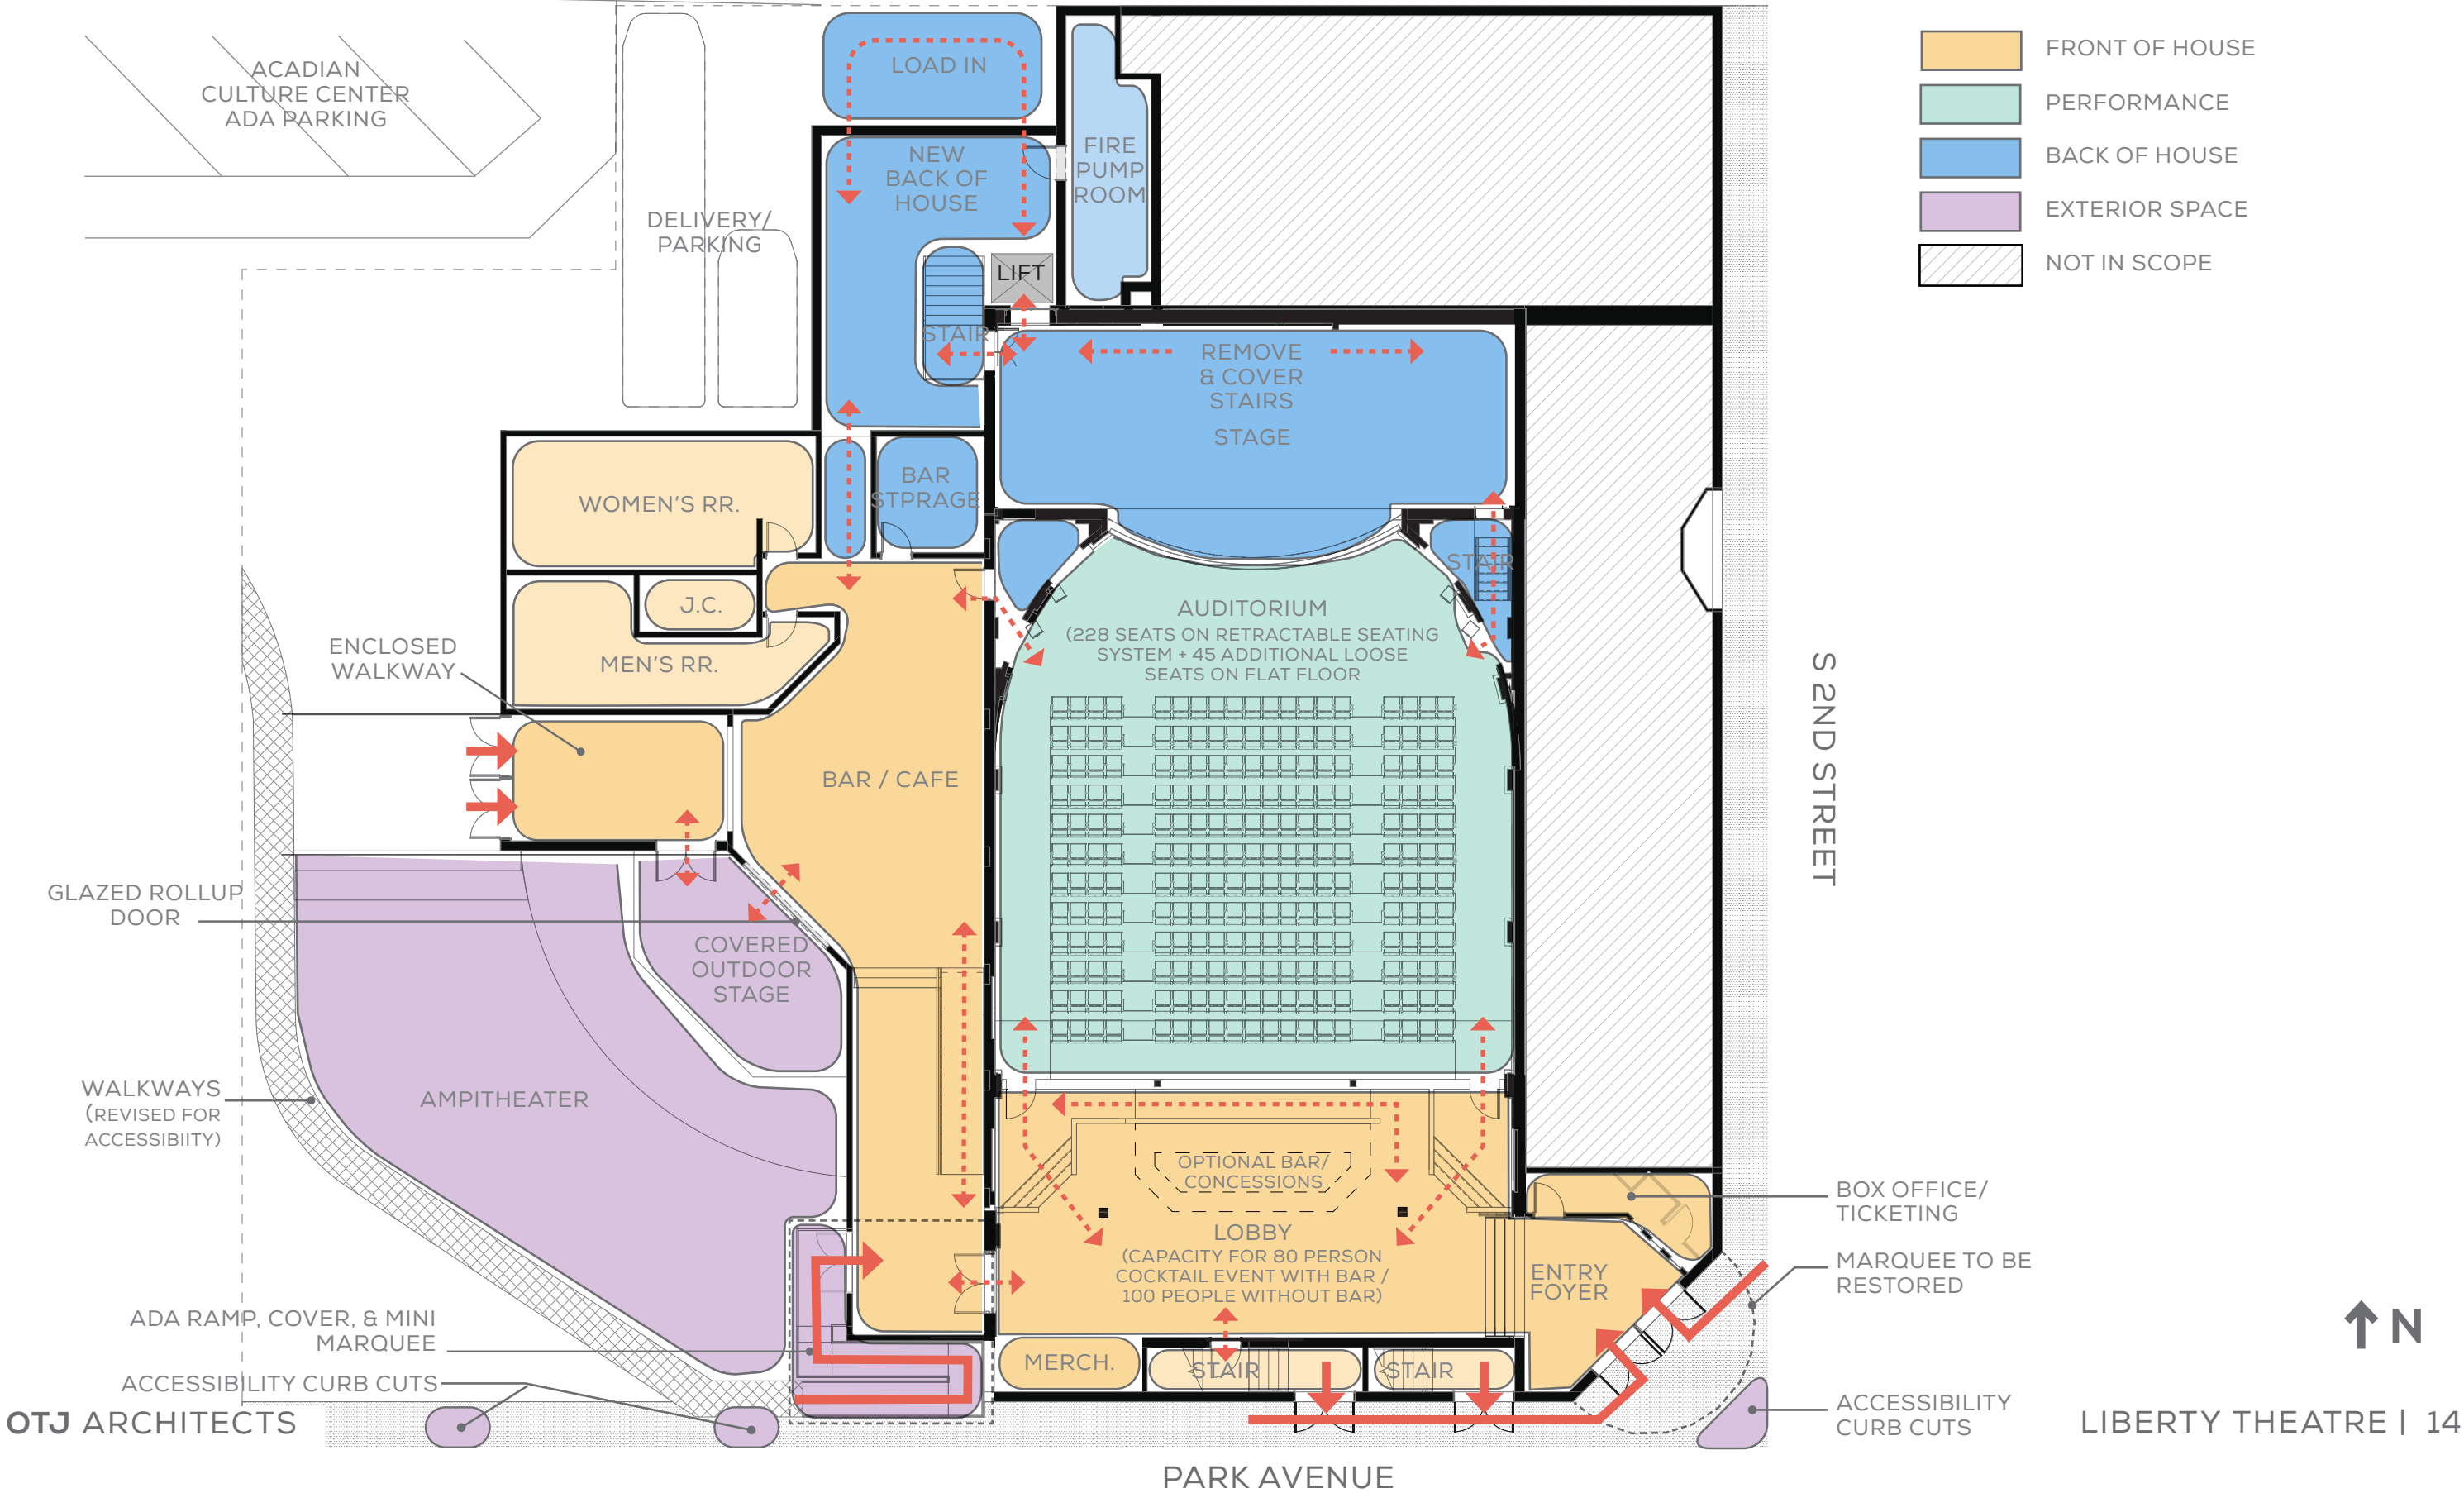 ACADIAN
CULTURE CENTER
ADA PARKING
LOAD IN
NEW
BACK OF
HOUSE
FIRE
PUMP
ROOM
DELIVERY/
PARKING
LIFT
STAIR
REMOVE
& COVER
STAIRS
STAGE
FRONT OF HOUSE
PERFORMANCE
BACK OF HOUSE
EXTERIOR SPACE
NOT IN SCOPE
WOMEN'S RR.
BAR
STPRAGE
STAIR
J.C.
MEN'S RR.
ENCLOSED
WALKWAY
AUDITORIUM
(228 SEATS ON RETRACTABLE SEATING
SYSTEM + 45 ADDITIONAL LOOSE
SEATS ON FLAT FLOOR
BAR / CAFE
S 2ND STREET
GLAZED ROLLUP
DOOR
COVERED
OUTDOOR
STAGE
WALKWAYS
(REVISED FOR
ACCESSIBIITY)
AMPITHEATER
OPTIONAL BAR/
CONCESSIONS
LOBBY
(CAPACITY FOR 80 PERSON
COCKTAIL EVENT WITH BAR /
100 PEOPLE WITHOUT BAR)
BOX OFFICE/
TICKETING
ENTRY
FOYER
MARQUEE TO BE
RESTORED
N
ADA RAMP, COVER, & MINI
MARQUEE
MERCH.
STAIR
STAIR
ACCESSIBILITY CURB CUTS
ACCESSIBILITY
CURB CUTS
OTJ ARCHITECTS
LIBERTY THEATRE | 14
PARK AVENUE